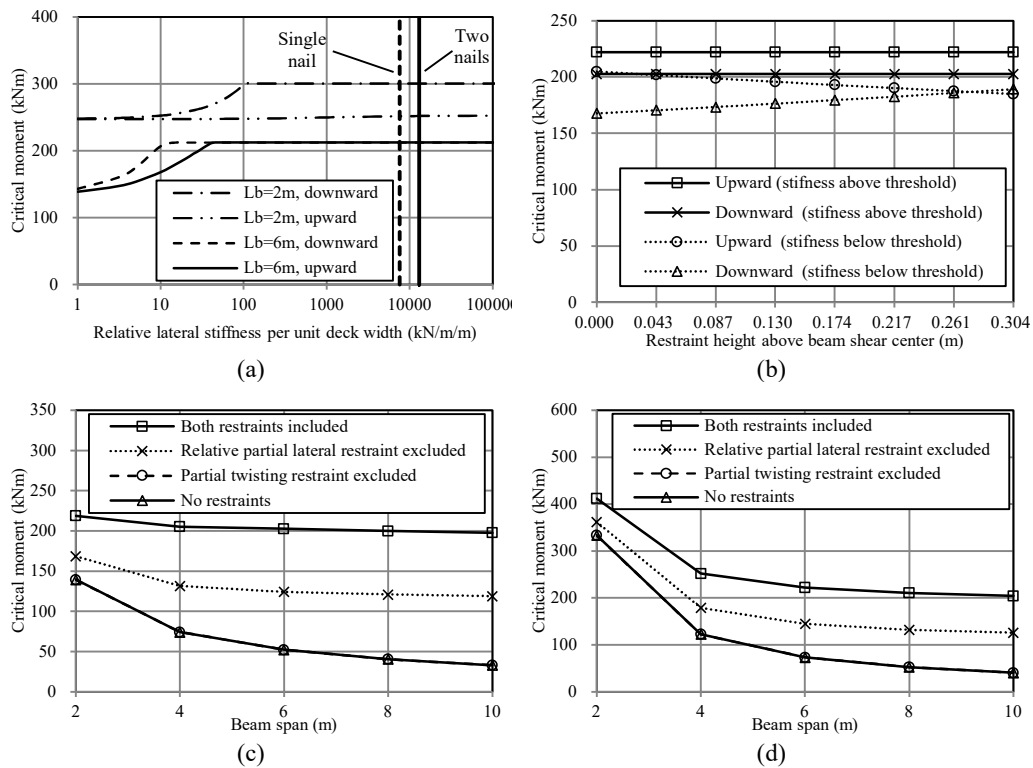 400
300
200
100
0
Critical moment (kNm)
Single
nail
Two
nails
Lb=2m, downward
Lb=2m, upward
Lb=6m, downward
Lb=6m, upward
1 10 100 1000 10000 100000
Relative lateral stiffness per unit deck width (kN/m/m)
(a)
250
200
150
100
50
0
Critical moment (kNm)
Upward (stifness above threshold)
Downward (stifness above threshold)
Upward (stifness below threshold)
Downward (stifness below threshold)
0.000 0.043 0.087 0.130 0.174 0.217 0.261 0.304
Restraint height above beam shear center (m)
(b)
350
300
250
200
150
100
50
0
Critical moment (kNm)
Both restraints included
Relative partial lateral restraint excluded
Partial twisting restraint excluded
No restraints
2 4 6 8 10
Beam span (m)
(c)
600
500
400
300
200
100
0
Critical moment (kNm)
Both restraints included
Relative partial lateral restraint excluded
Partial twisting restraint excluded
No restraints
2 4 6 8 10
Beam span (m)
(d)